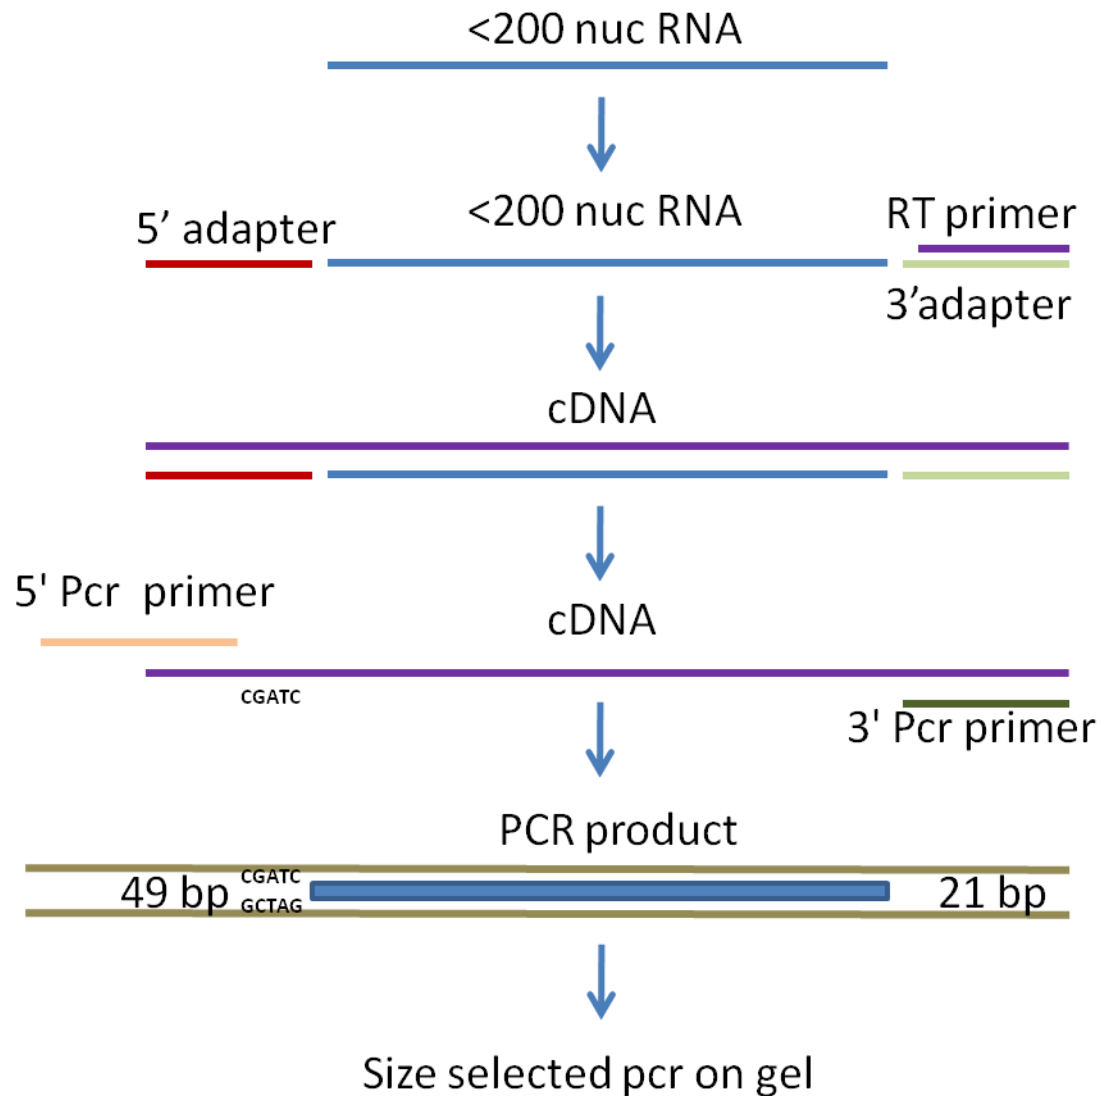 <200 nuc RNA
<200 nuc RNA
5’ adapter
RT primer
3’adapter
cDNA
5' Pcr  primer
cDNA
CGATC
3' Pcr primer
PCR product
49 bp
CGATC
GCTAG
21 bp
Size selected pcr on gel